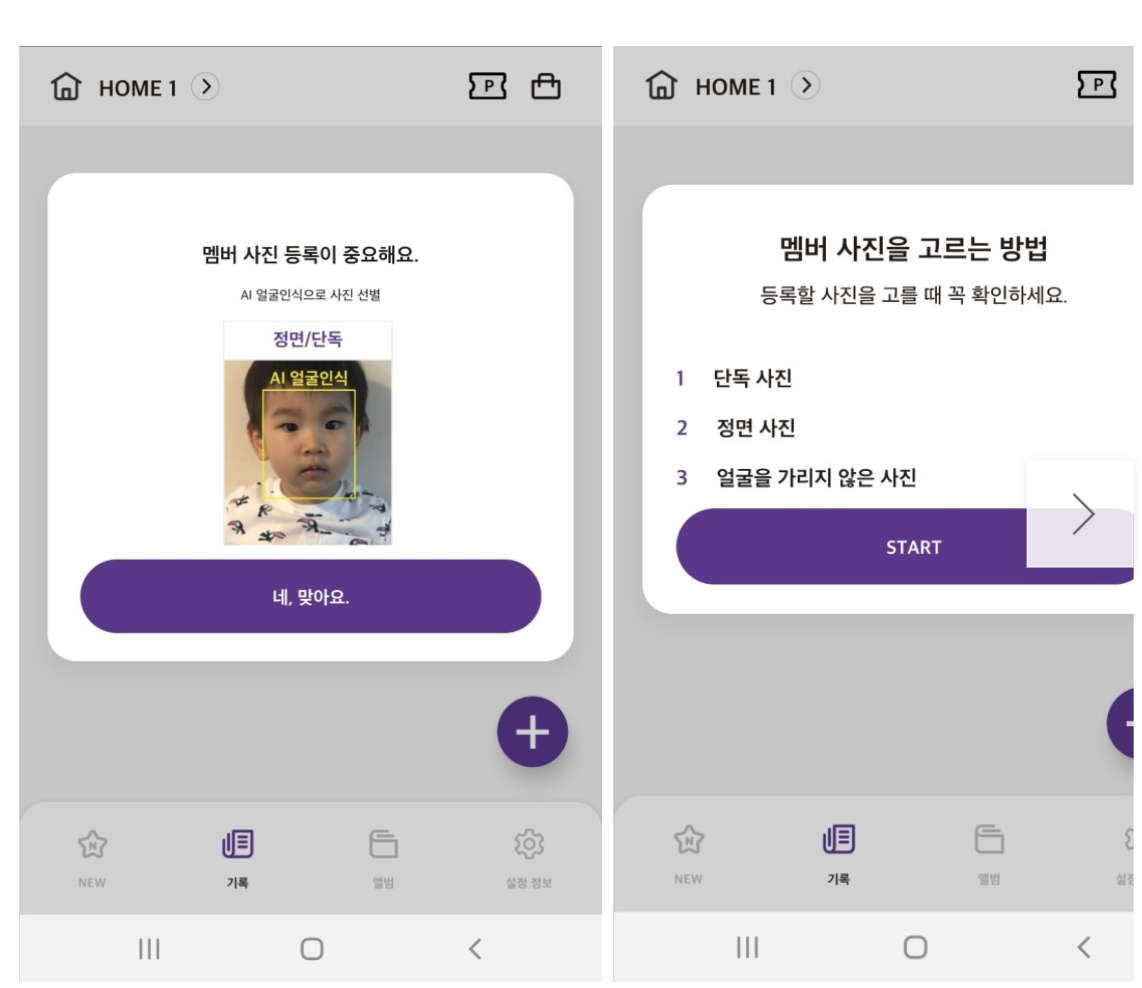 HOME 1
P
멤버 사진 등록이 중요해요.
AI 얼굴인식으로 사진 선별
정면/단독
AI 얼굴인식
네, 맞아요.
N
NEW
기록
앨범
설정 정보
HOME 1
P
멤버 사진을 고르는 방법
등록할 사진을 고를 때 꼭 확인하세요.
1 단독 사진
2 정면 사진
3 얼굴을 가리지 않은 사진
START
N
NEW
기록
앨범
설정